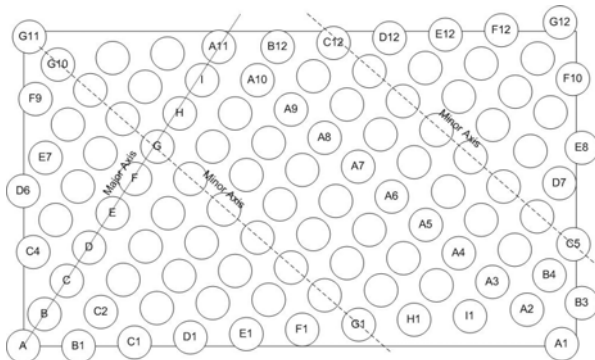 G11 A11 B12 C12 D12 E12 F12 G12
G10 I A10 F10
F9 H A9
E7 G A8 Minor Axis E8
Major Axis F A7
D6 Minor Axis A6 D7
E A5
C4 D A4 C5
C A3 B4
B C2 A2 B3
A B1 C1 D1 E1 F1 G1 H1 I1 A1